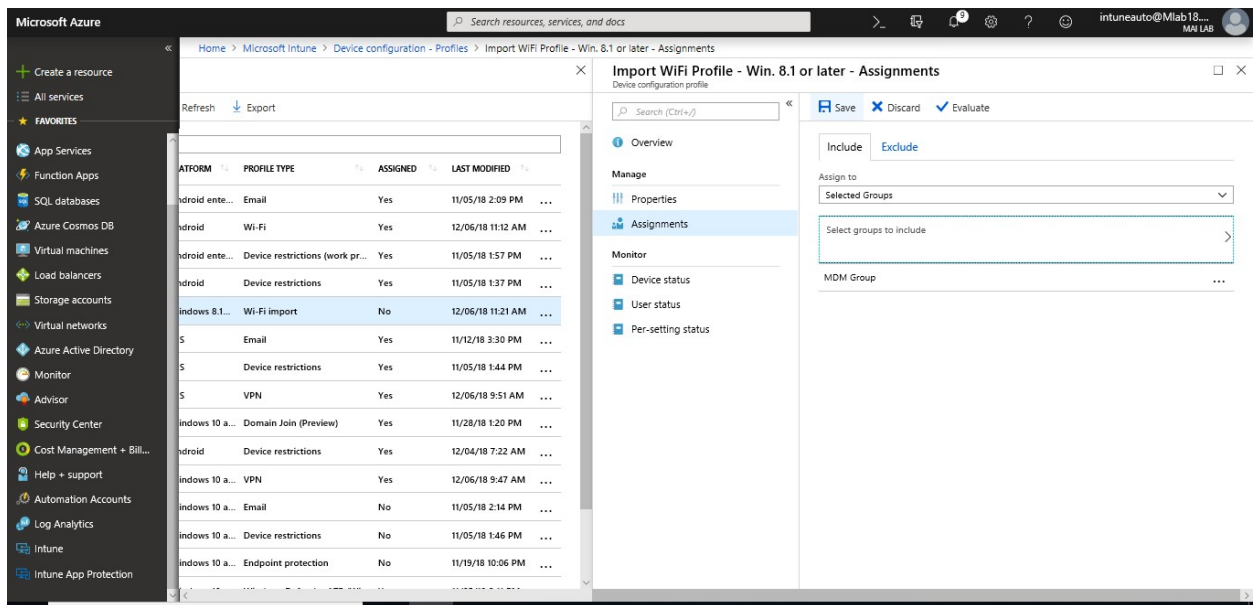 Microsoft Azure
Search resources, services, and docs
9
intuneauto@Mlab18....
MAI LAB
Home > Microsoft Intune > Device configuration - Profiles > Import WiFi Profile - Win. 8.1 or later - Assignments
Create a resource
All services
FAVORITES
App Services
Function Apps
SQL databases
Azure Cosmos DB
Virtual machines
Load balancers
Storage accounts
Virtual networks
Azure Active Directory
Monitor
Advisor
Security Center
Cost Management + Bill...
Help + support
Automation Accounts
Log Analytics
Intune
Intune App Protection
Refresh Export
ATFORM PROFILE TYPE ASSIGNED LAST MODIFIED
ndroid ente... Email Yes 11/05/18 2:09 PM ...
ndroid Wi-Fi Yes 12/06/18 11:12 AM ...
ndroid ente... Device restrictions (work pr... Yes 11/05/18 1:57 PM ...
ndroid Device restrictions Yes 11/05/18 1:37 PM ...
indows 8.1... Wi-Fi import No 12/06/18 11:21 AM ...
S Email Yes 11/12/18 3:30 PM ...
S Device restrictions Yes 11/05/18 1:44 PM ...
S VPN Yes 12/06/18 9:51 AM ...
indows 10 a... Domain Join (Preview) Yes 11/28/18 1:20 PM ...
ndroid Device restrictions Yes 12/04/18 7:22 AM ...
indows 10 a... VPN Yes 12/06/18 9:47 AM ...
indows 10 a... Email No 11/05/18 2:14 PM ...
indows 10 a... Device restrictions No 11/05/18 1:46 PM ...
indows 10 a... Endpoint protection No 11/19/18 10:06 PM ...
Import WiFi Profile - Win. 8.1 or later - Assignments
Device configuration profile
Search (Ctrl+/)
Overview
Manage
Properties
Assignments
Monitor
Device status
User status
Per-setting status
Save Discard Evaluate
Include Exclude
Assign to
Selected Groups
Select groups to include
MDM Group ...